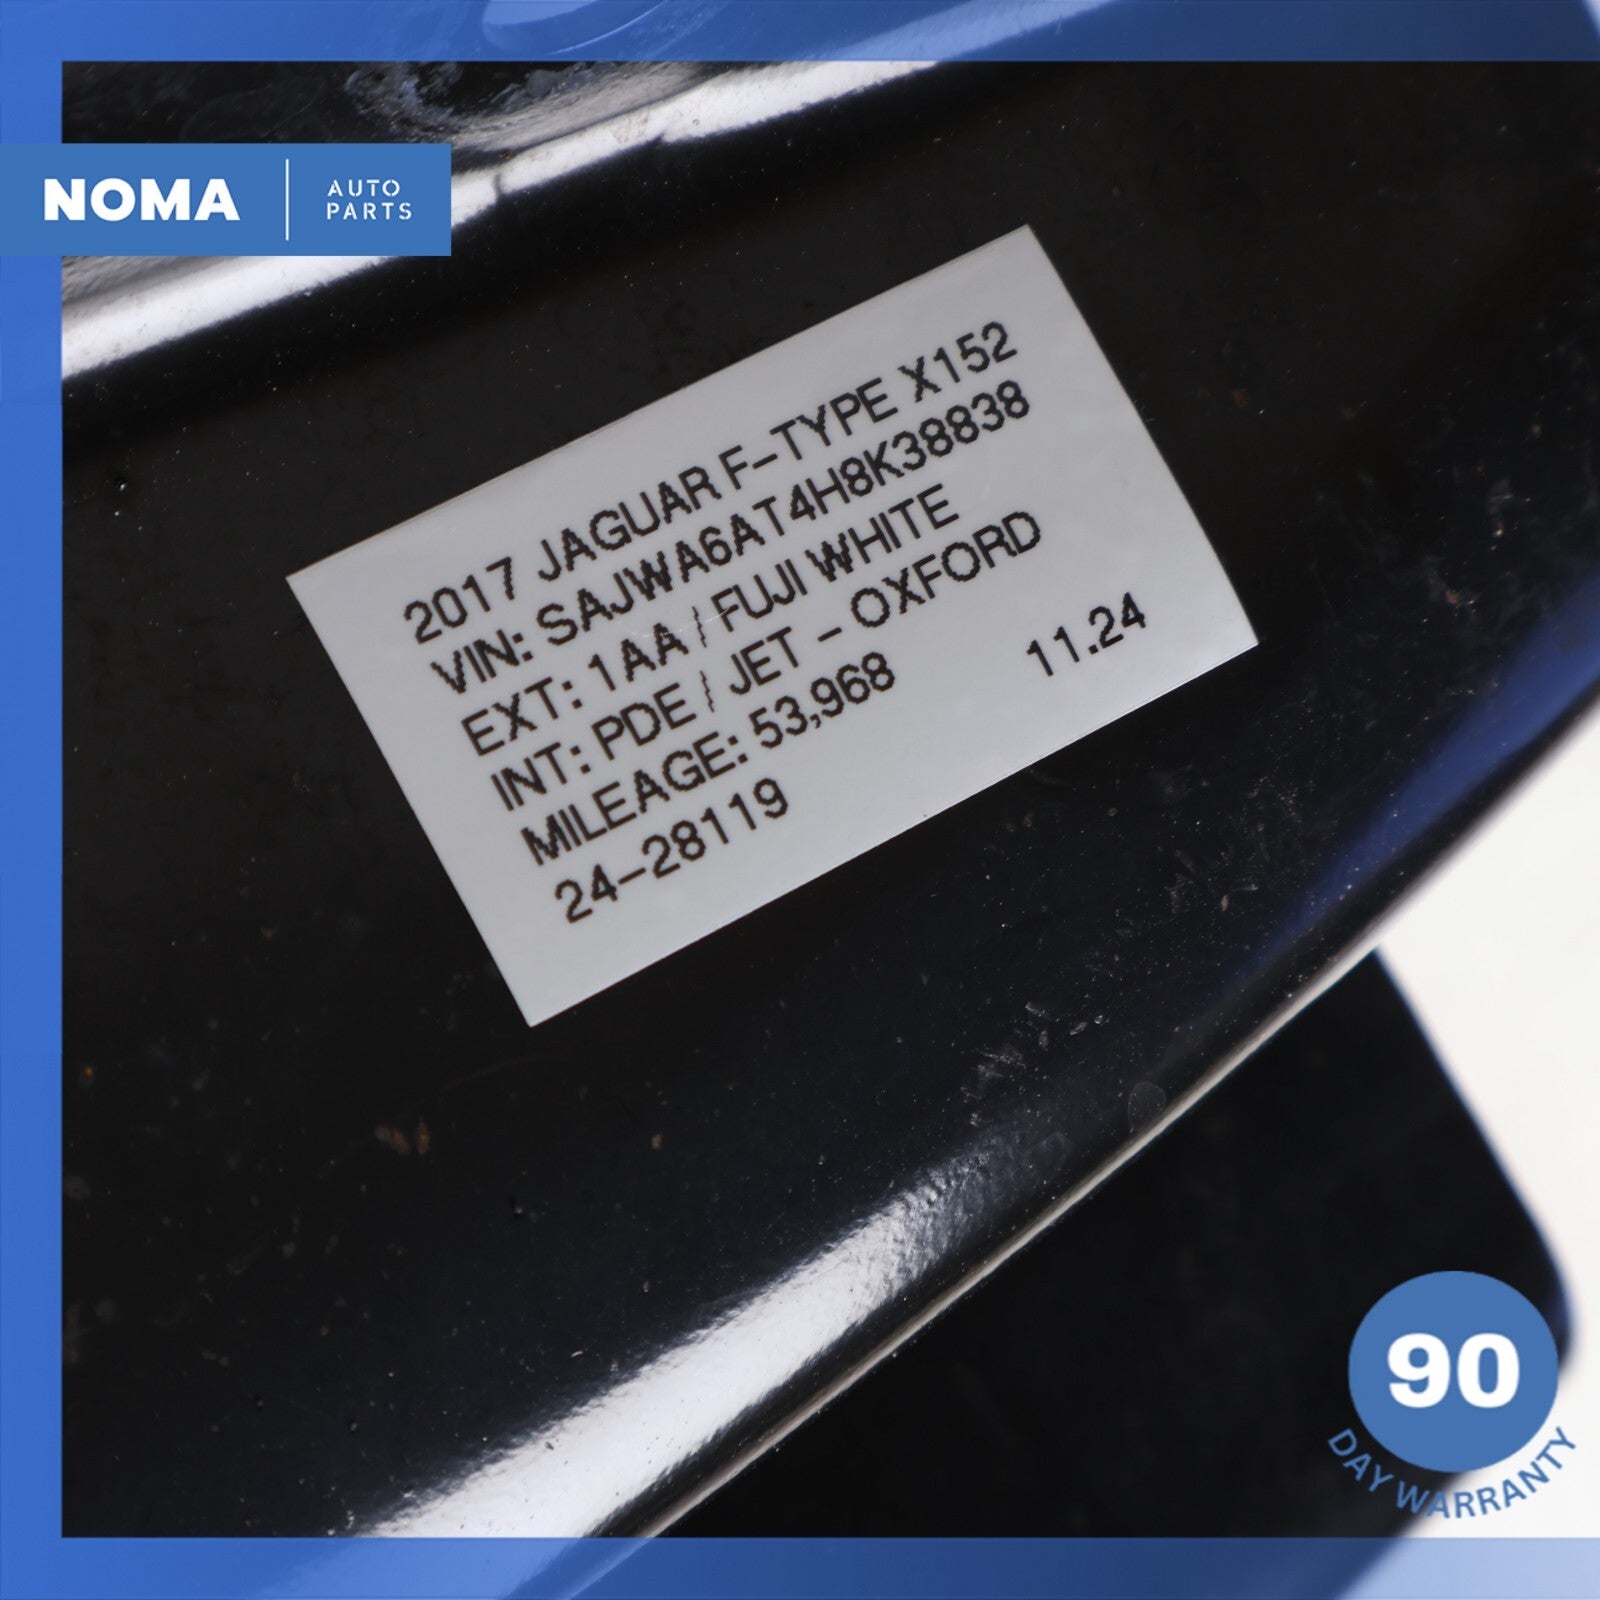 NOMA
AUTO
PARTS
2017 JAGUAR F-TYPE X152
VIN: SAJWA6AT4H8K38838
EXT: 1AA / FUJI WHITE
INT: PDE / JET - OXFORD
MILEAGE: 53,968
11.24
24-28119
90
DAY WARRANTY